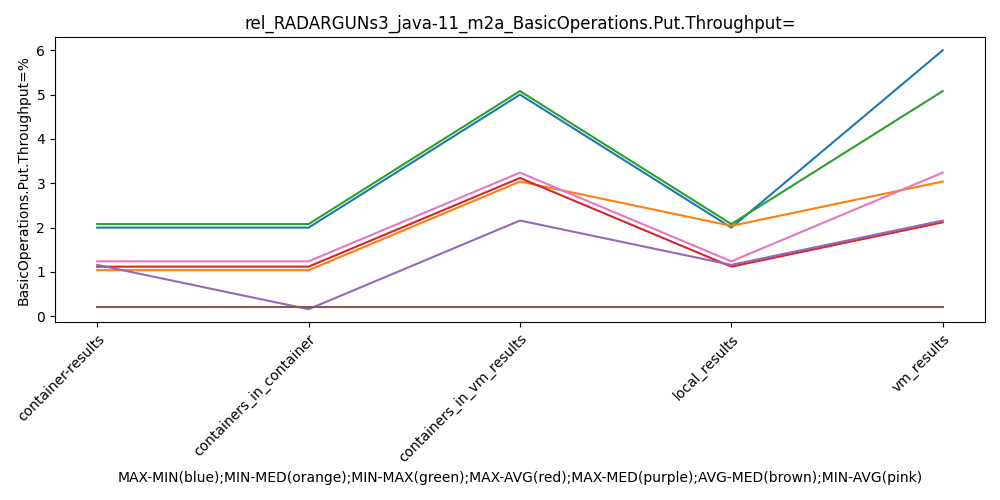 rel_RADARGUNs3_java-11_m2a_BasicOperations.Put.Throughput=
BasicOperations.Put.Throughput=%
6
5
4
3
2
1
0
container-results
containers_in_container
containers_in_vm_results
local_results
vm_results
MAX-MIN(blue);MIN-MED(orange);MIN-MAX(green);MAX-AVG(red);MAX-MED(purple);AVG-MED(brown);MIN-AVG(pink)